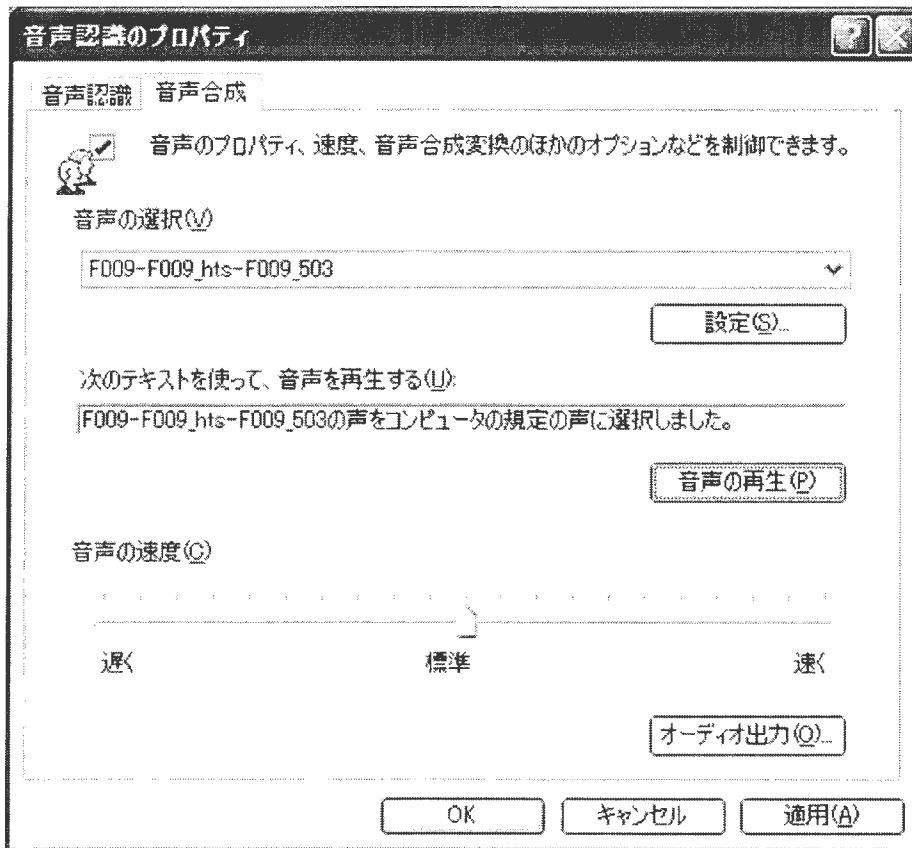 音声認識のプロパティ
音声認識 音声合成
音声のプロパティ、速度、音声合成変換のほかのオプションなどを制御できます。
音声の選択(V)
F009-F009_hts-F009_503
設定(S)...
次のテキストを使って、音声を再生する(U):
F009-F009_hts-F009_503の声をコンピュータの規定の声に選択しました。
音声の再生(P)
音声の速度(C)
遅く 標準 速く
オーディオ出力(O)...
OK キャンセル 適用(A)